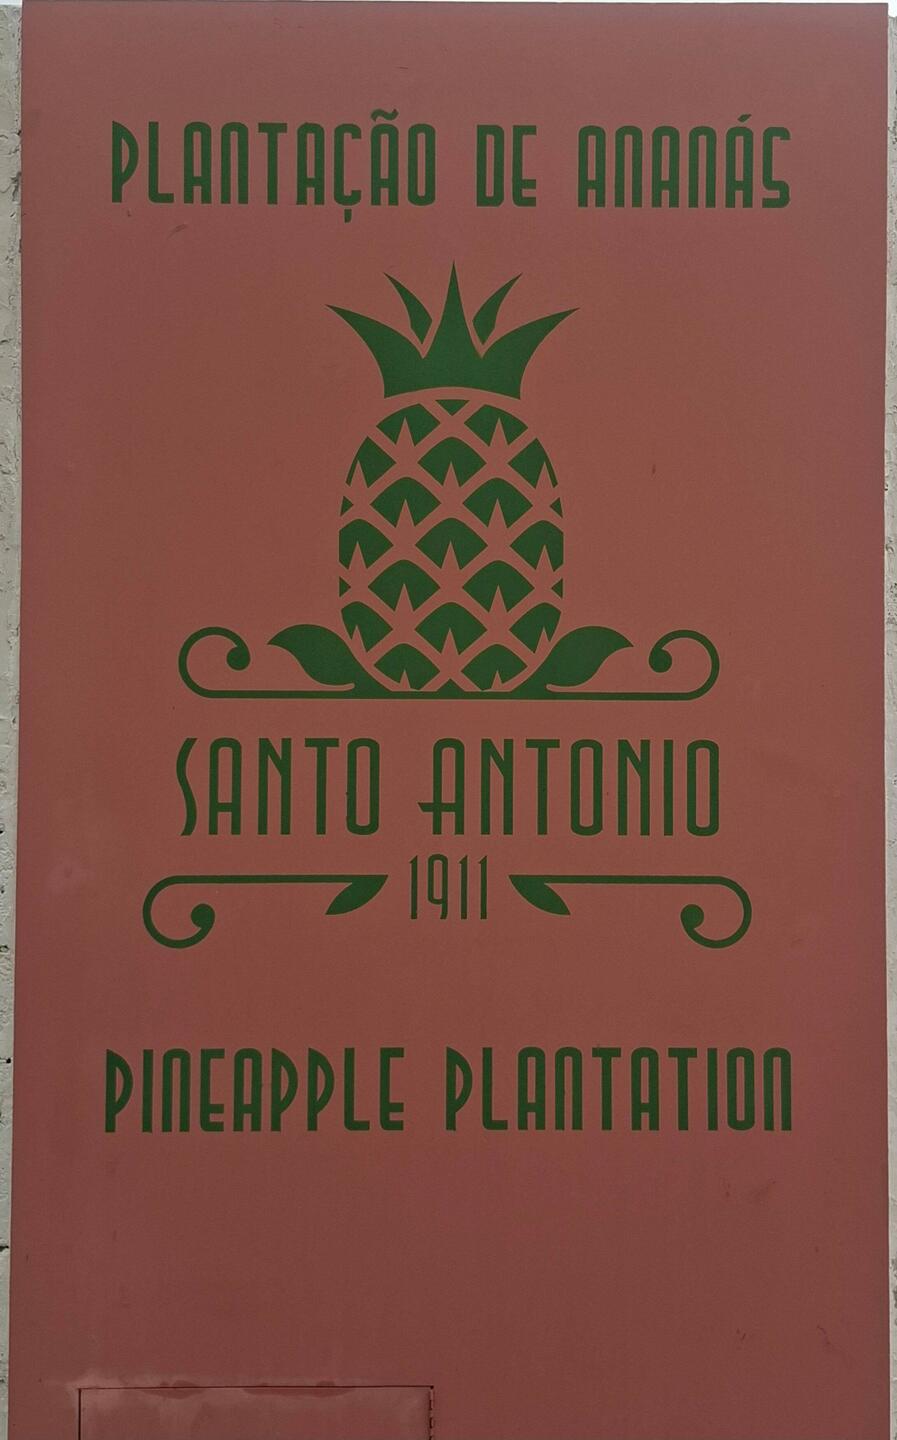 PLANTAÇÃO DE ANANÁS
SANTO ANTONIO
1911
PINEAPPLE PLANTATION